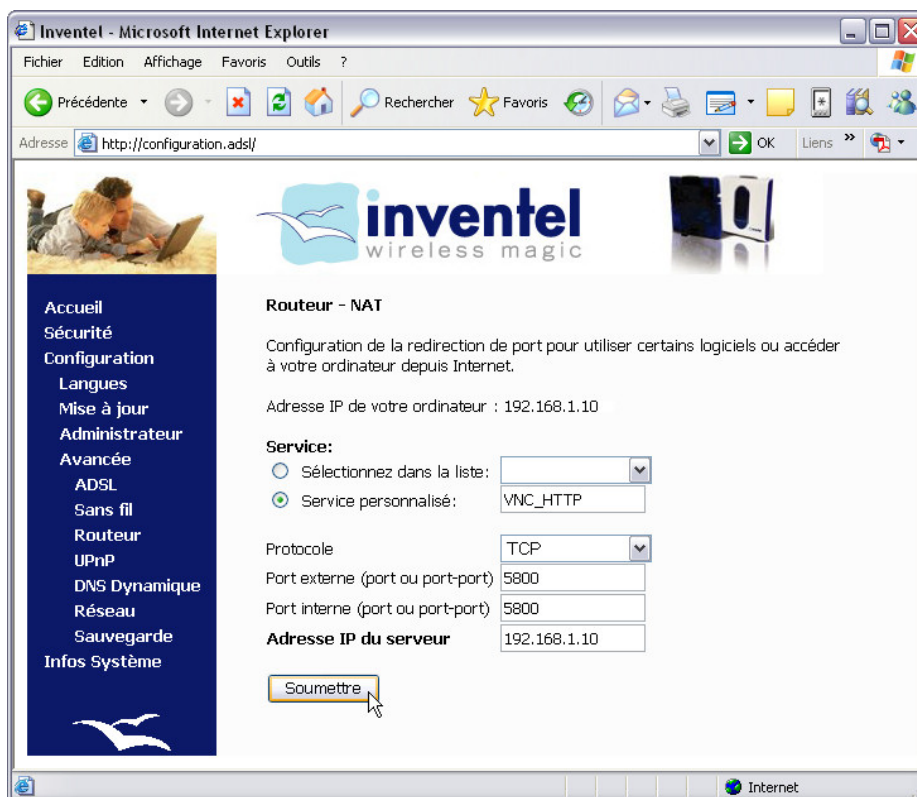 Inventel - Microsoft Internet Explorer
Fichier Edition Affichage Favoris Outils ?
Précédente Rechercher Favoris
Adresse http://configuration.adsl/ OK Liens »
inventel
wireless magic
Accueil
Sécurité
Configuration
Langues
Mise à jour
Administrateur
Avancée
ADSL
Sans fil
Routeur
UPnP
DNS Dynamique
Réseau
Sauvegarde
Infos Système
Routeur - NAT
Configuration de la redirection de port pour utiliser certains logiciels ou accéder
à votre ordinateur depuis Internet.
Adresse IP de votre ordinateur : 192.168.1.10
Service:
Sélectionnez dans la liste:
Service personnalisé: VNC_HTTP
Protocole TCP
Port externe (port ou port-port) 5800
Port interne (port ou port-port) 5800
Adresse IP du serveur 192.168.1.10
Soumettre
Internet